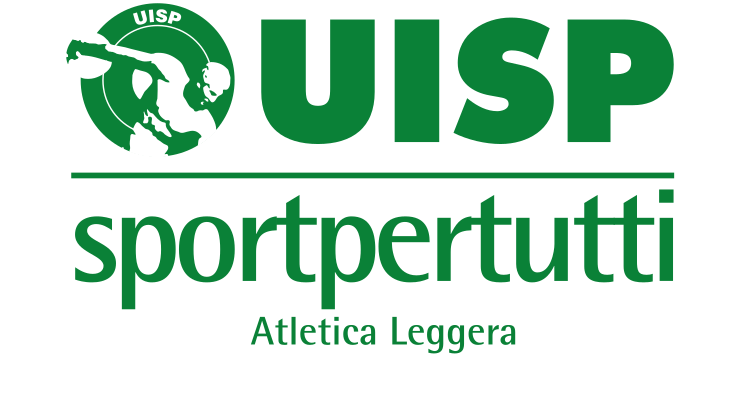 UISP
UISP
sportpertutti
Atletica Leggera